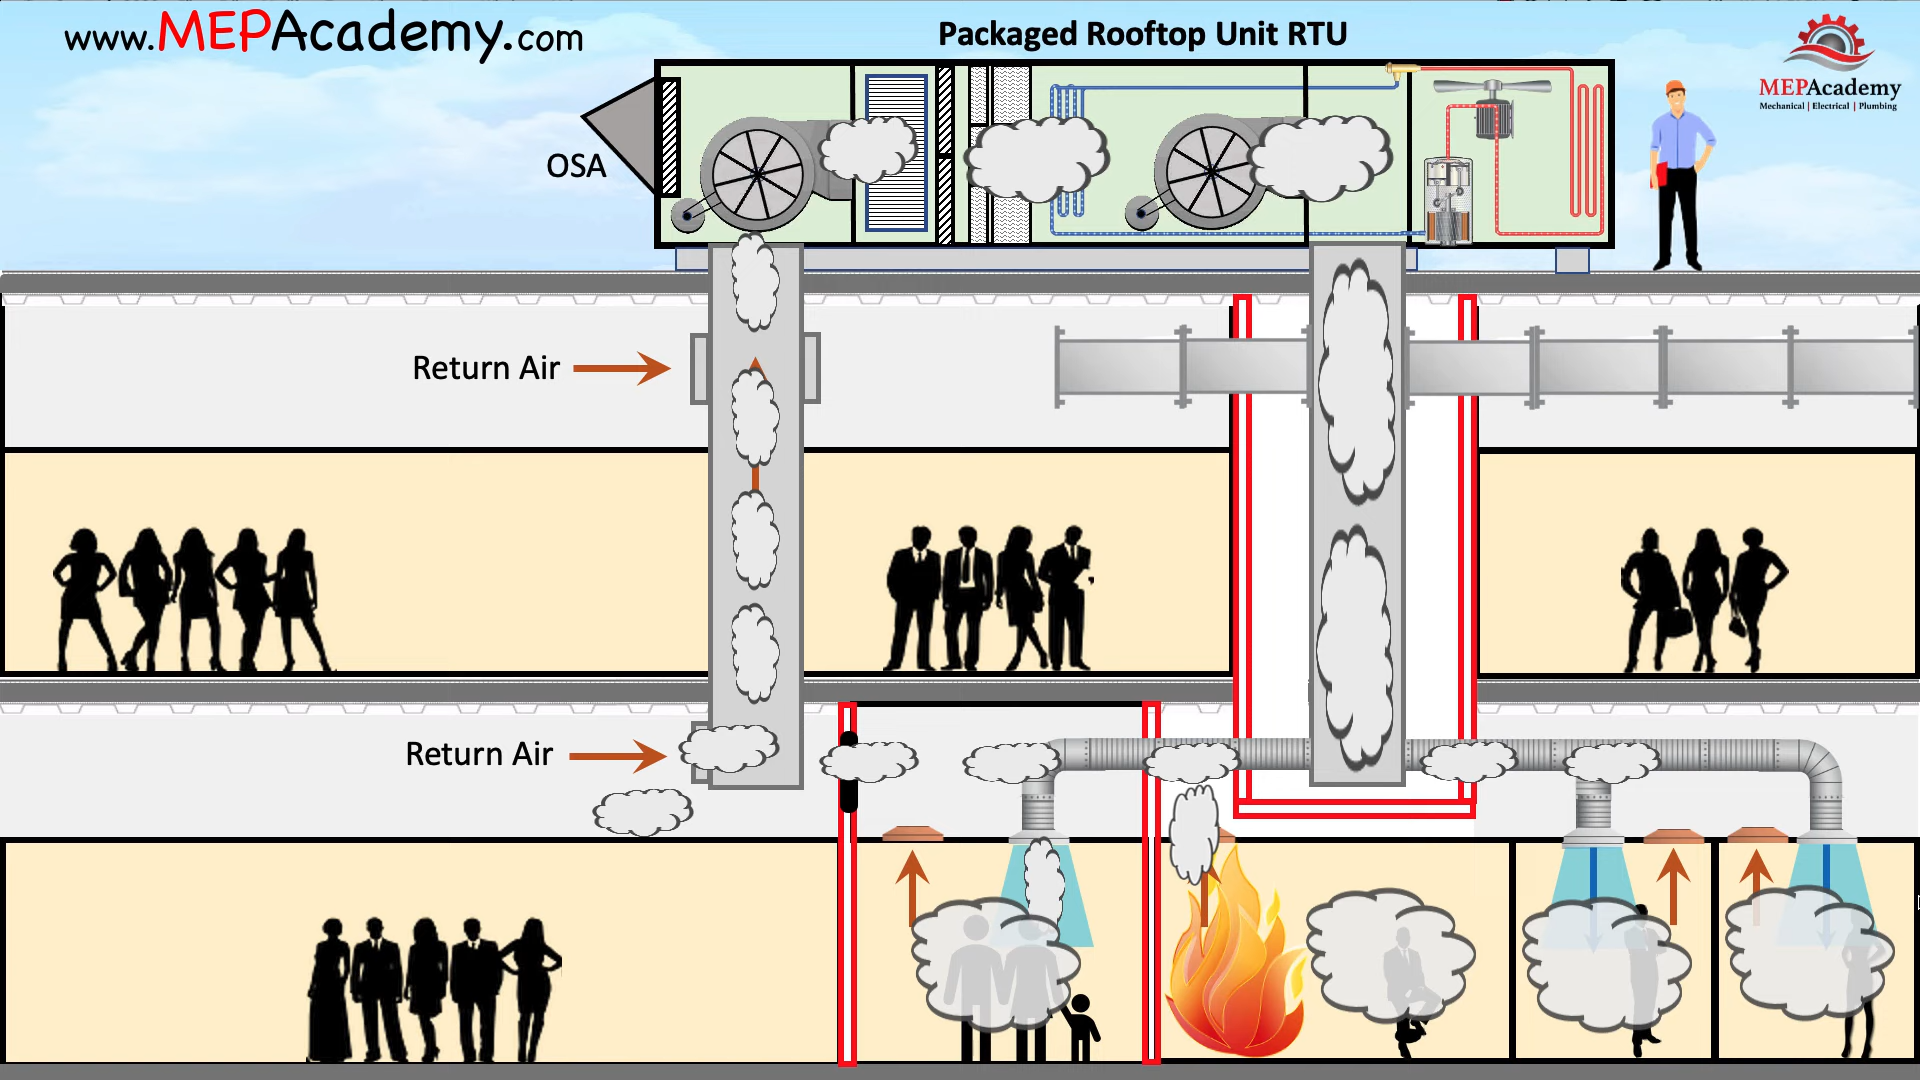 www.MEPAcademy.com
Packaged Rooftop Unit RTU
MEPAcademy
Mechanical | Electrical | Plumbing
OSA
Return Air
Return Air